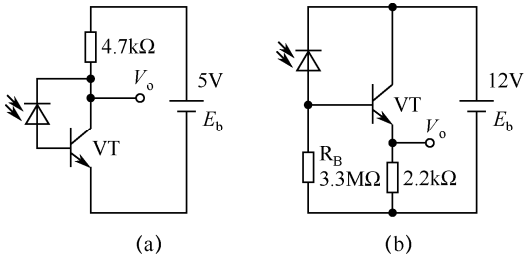 4.7kΩ
Vo
5V
Eb
VT
(a)
12V
VT
Vo
Eb
RB
3.3MΩ
2.2kΩ
(b)